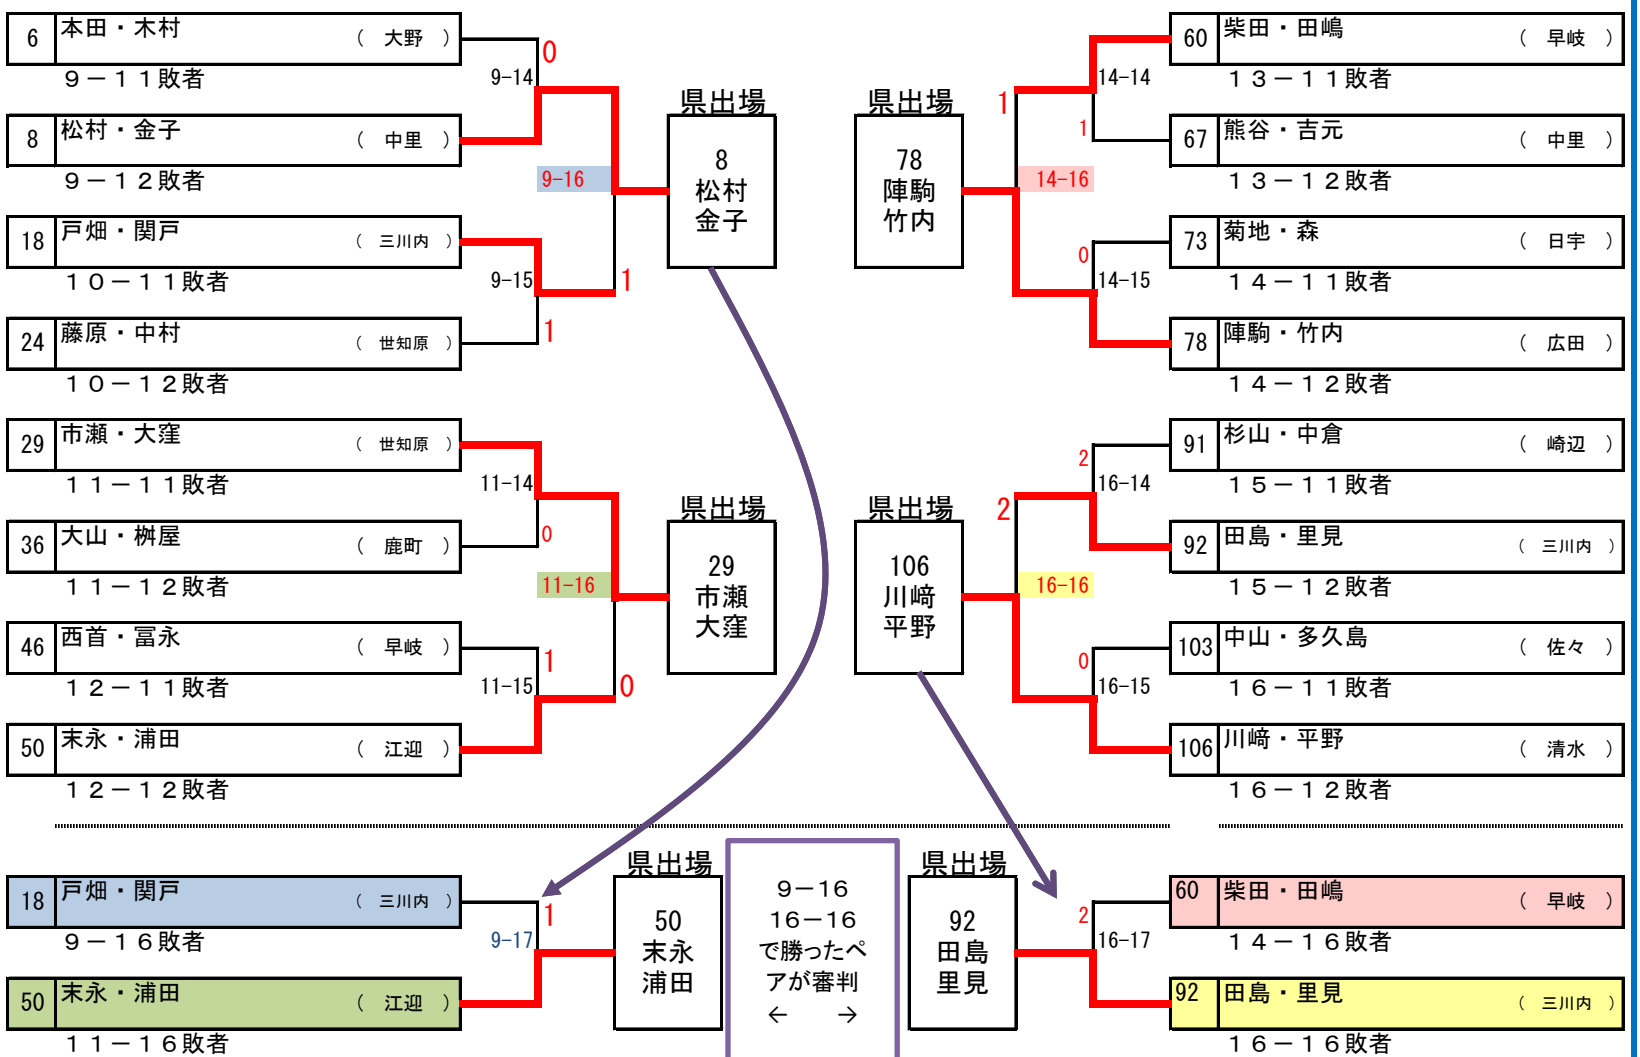 6 本田・木村 （ 大野 ）
９－１１敗者
9-14
0
8 松村・金子 （ 中里 ）
９－１２敗者
9-16
18 戸畑・関戸 （ 三川内 ）
１０－１１敗者
9-15
1
24 藤原・中村 （ 世知原 ）
１０－１２敗者
1
県出場
8
松村
金子
29 市瀬・大窪 （ 世知原 ）
１１－１１敗者
11-14
36 大山・桝屋 （ 鹿町 ）
１１－１２敗者
0
11-16
46 西首・冨永 （ 早岐 ）
１２－１１敗者
1
11-15
0
50 末永・浦田 （ 江迎 ）
１２－１２敗者
県出場
29
市瀬
大窪
県出場
78
陣駒
竹内
1
60 柴田・田嶋 （ 早岐 ）
１３－１１敗者
14-14
1
67 熊谷・吉元 （ 中里 ）
１３－１２敗者
14-16
73 菊地・森 （ 日宇 ）
１４－１１敗者
0
14-15
78 陣駒・竹内 （ 広田 ）
１４－１２敗者
県出場
106
川﨑
平野
2
91 杉山・中倉 （ 崎辺 ）
１５－１１敗者
2
16-14
92 田島・里見 （ 三川内 ）
１５－１２敗者
16-16
103 中山・多久島 （ 佐々 ）
１６－１１敗者
0
16-15
106 川﨑・平野 （ 清水 ）
１６－１２敗者
18 戸畑・関戸 （ 三川内 ）
９－１６敗者
1
9-17
50 末永・浦田 （ 江迎 ）
１１－１６敗者
県出場
50
末永
浦田
９－16
１６－16
で勝ったペ
アが審判
← →
県出場
92
田島
里見
60 柴田・田嶋 （ 早岐 ）
１４－１６敗者
2
16-17
92 田島・里見 （ 三川内 ）
１６－１６敗者